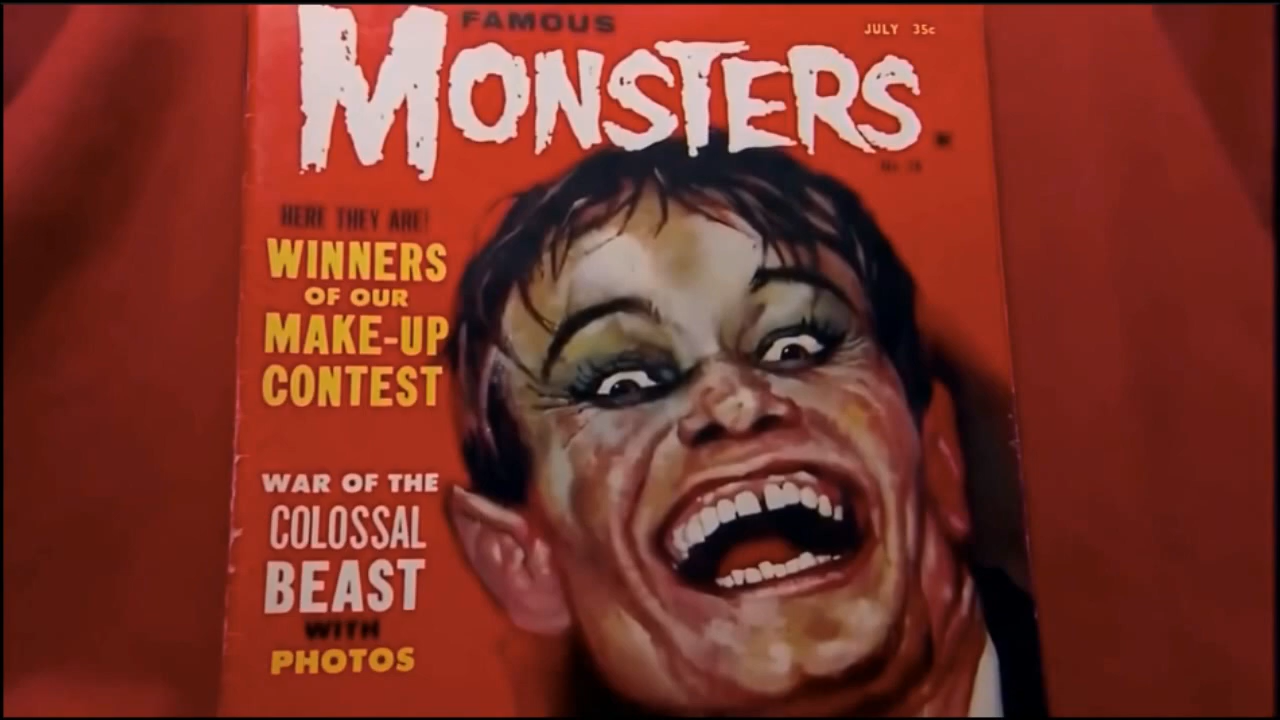 FAMOUS
JULY 35c
MONSTERS
HERE THEY ARE!
WINNERS
OF OUR
MAKE-UP
CONTEST
WAR OF THE
COLOSSAL
BEAST
WITH
PHOTOS